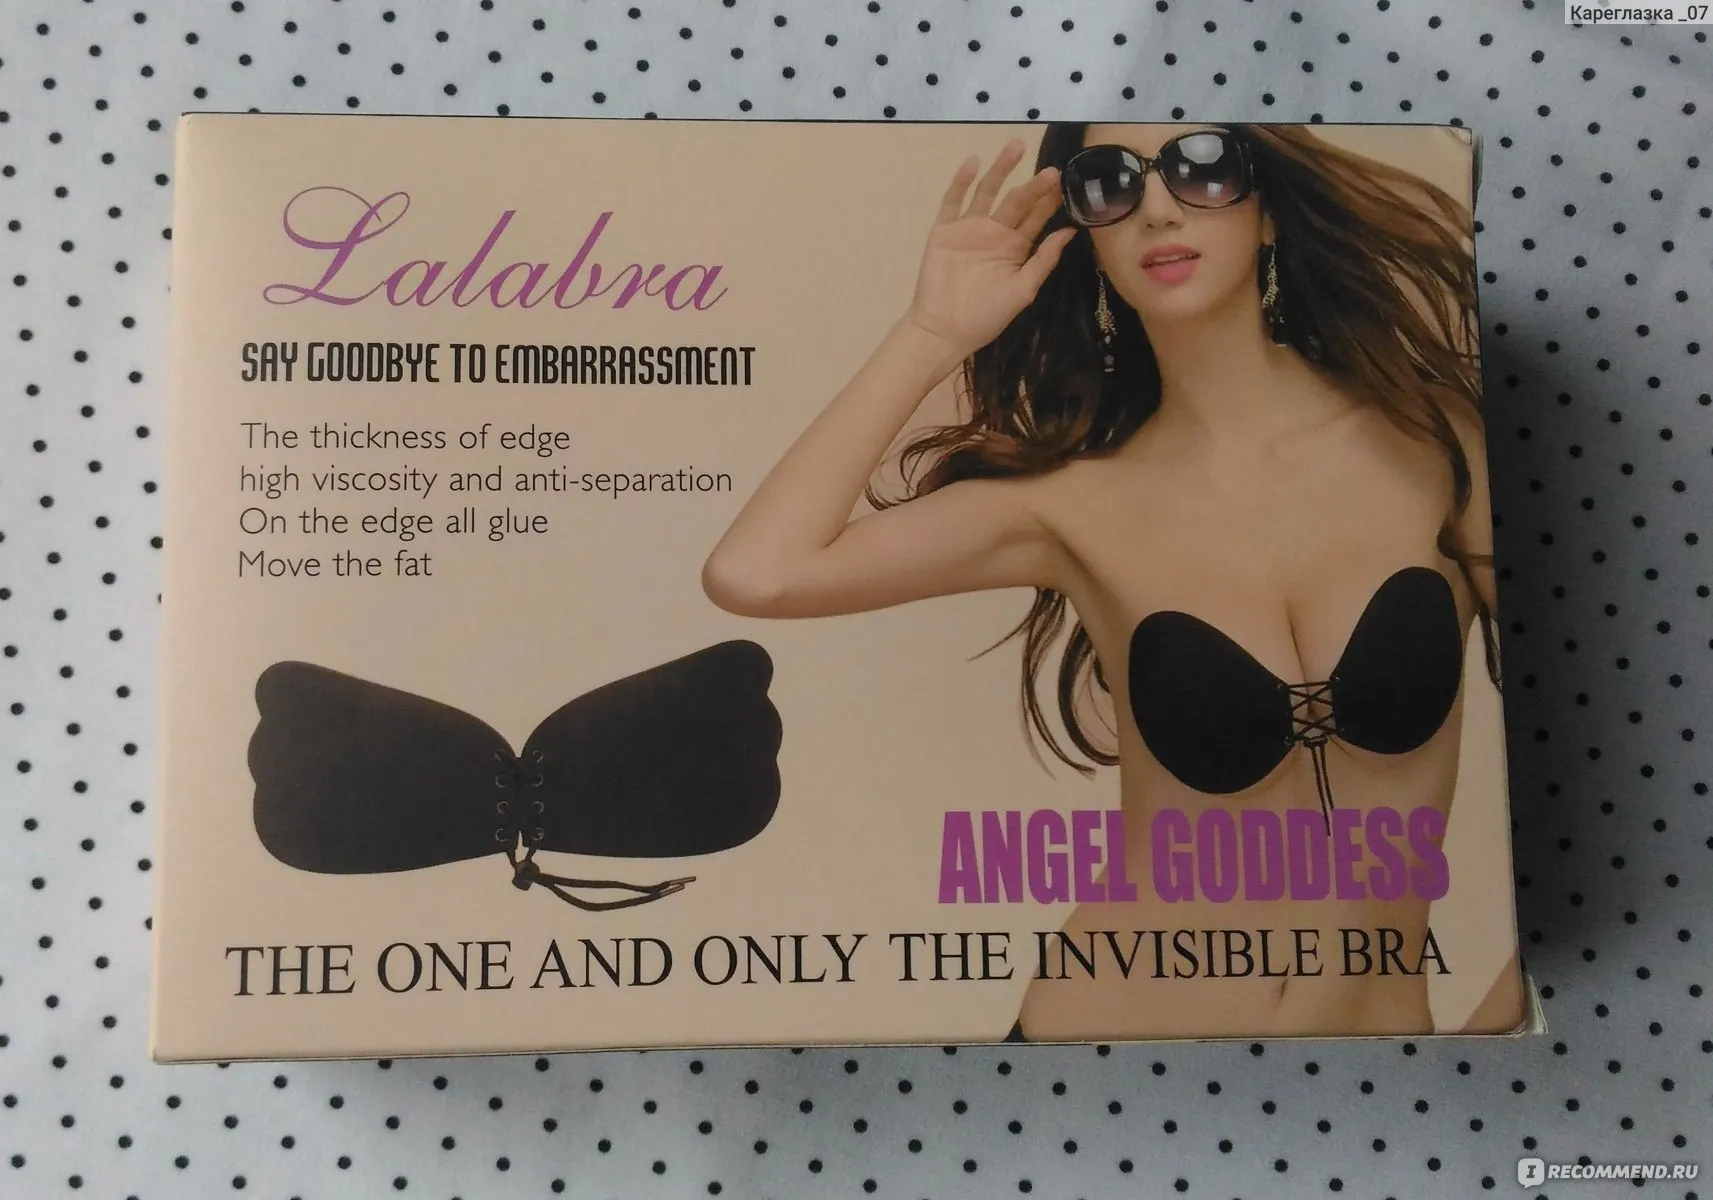 Кареглазка _07
Lalabra
SAY GOODBYE TO EMBARRASSMENT
The thickness of edge
high viscosity and anti-separation
On the edge all glue
Move the fat
ANGEL GODDESS
THE ONE AND ONLY THE INVISIBLE BRA
IRECOMMEND.RU